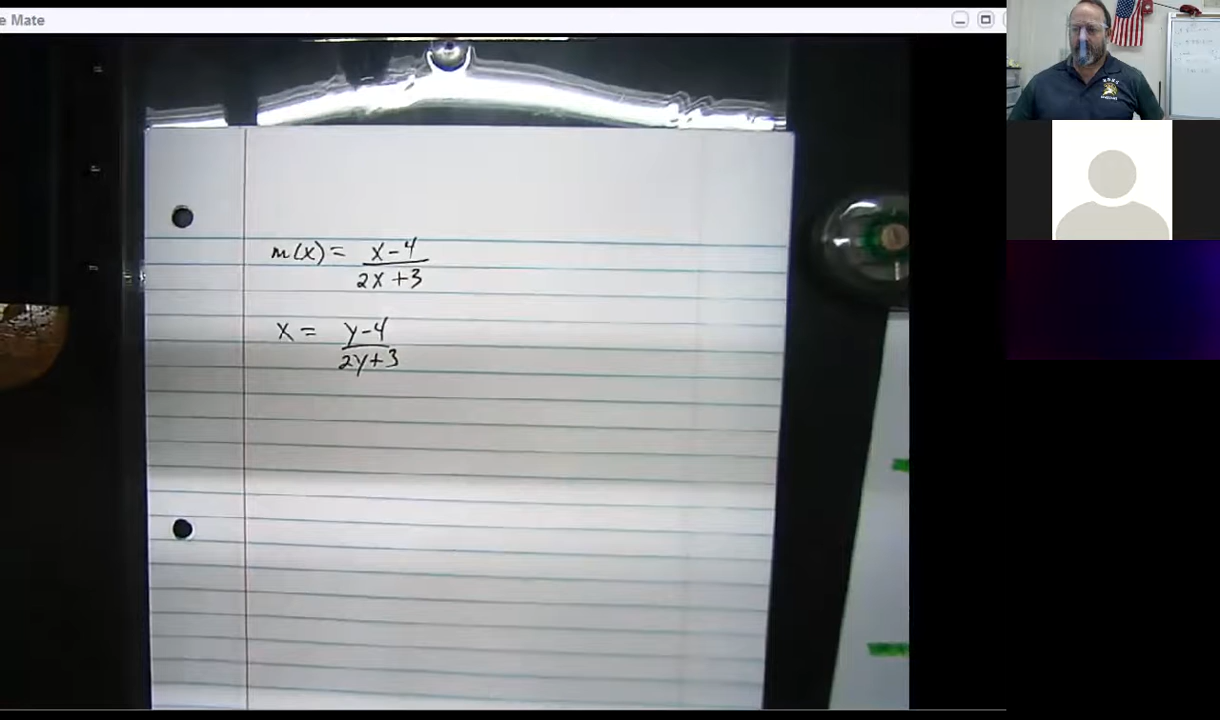 e Mate
m(x) = x-4
2x+3
x = y-4
2y+3